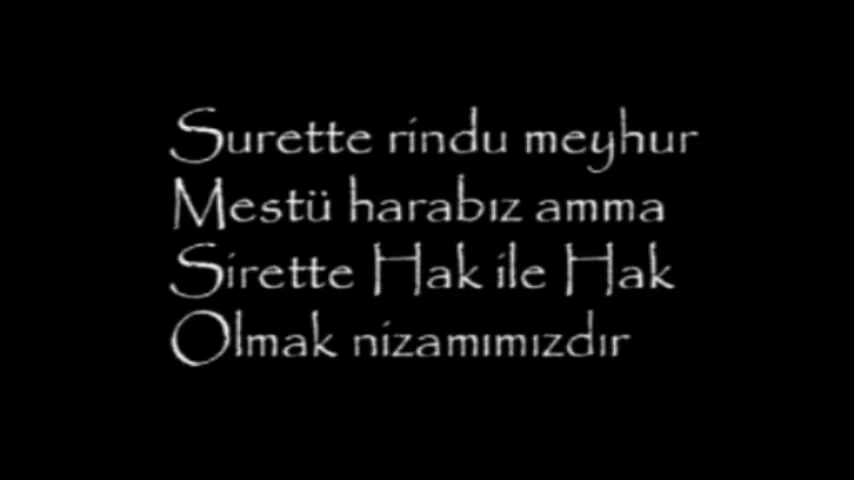 Surette rindu meyhur
Mestü harabız amma
Sirette Hak ile Hak
Olmak nizamımızdır